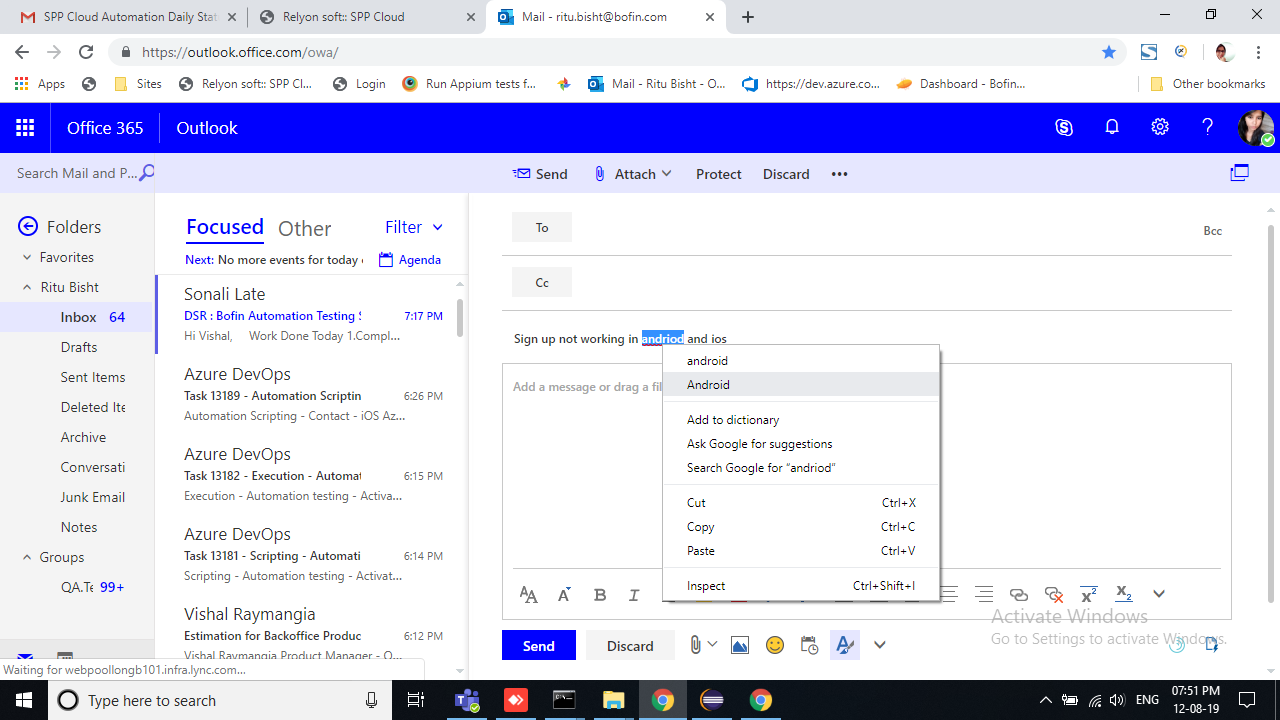 SPP Cloud Automation Daily Stat
Relyon soft:: SPP Cloud
Mail - ritu.bisht@bofin.com
https://outlook.office.com/owa/
Apps
Sites
Relyon soft:: SPP Cl...
Login
Run Appium tests f...
Mail - Ritu Bisht - O...
https://dev.azure.co...
Dashboard - Bofin...
Other bookmarks
Office 365
Outlook
Search Mail and P...
Send
Attach
Protect
Discard
Folders
Favorites
Ritu Bisht
Inbox 64
Drafts
Sent Items
Deleted Ite
Archive
Conversati
Junk Email
Notes
Groups
QA.Te 99+
Focused
Other
Filter
Next: No more events for today
Agenda
Sonali Late
DSR : Bofin Automation Testing S
7:17 PM
Hi Vishal, Work Done Today 1.Compl...
Azure DevOps
Task 13189 - Automation Scriptin
6:26 PM
Automation Scripting - Contact - iOS Az...
Azure DevOps
Task 13182 - Execution - Automat
6:15 PM
Execution - Automation testing - Activa...
Azure DevOps
Task 13181 - Scripting - Automati
6:14 PM
Scripting - Automation testing - Activat...
Vishal Raymangia
Estimation for Backoffice Produc
6:12 PM
Vishal Raymangia Product Manager - O...
To
Bcc
Cc
Sign up not working in andriod and ios
Add a message or drag a fil
android
Android
Add to dictionary
Ask Google for suggestions
Search Google for “andriod”
Cut Ctrl+X
Copy Ctrl+C
Paste Ctrl+V
Inspect Ctrl+Shift+I
Activate Windows
Go to Settings to activate Windows.
Send
Discard
Waiting for webpoollongb101.infra.lync.com...
Type here to search
ENG
07:51 PM
12-08-19